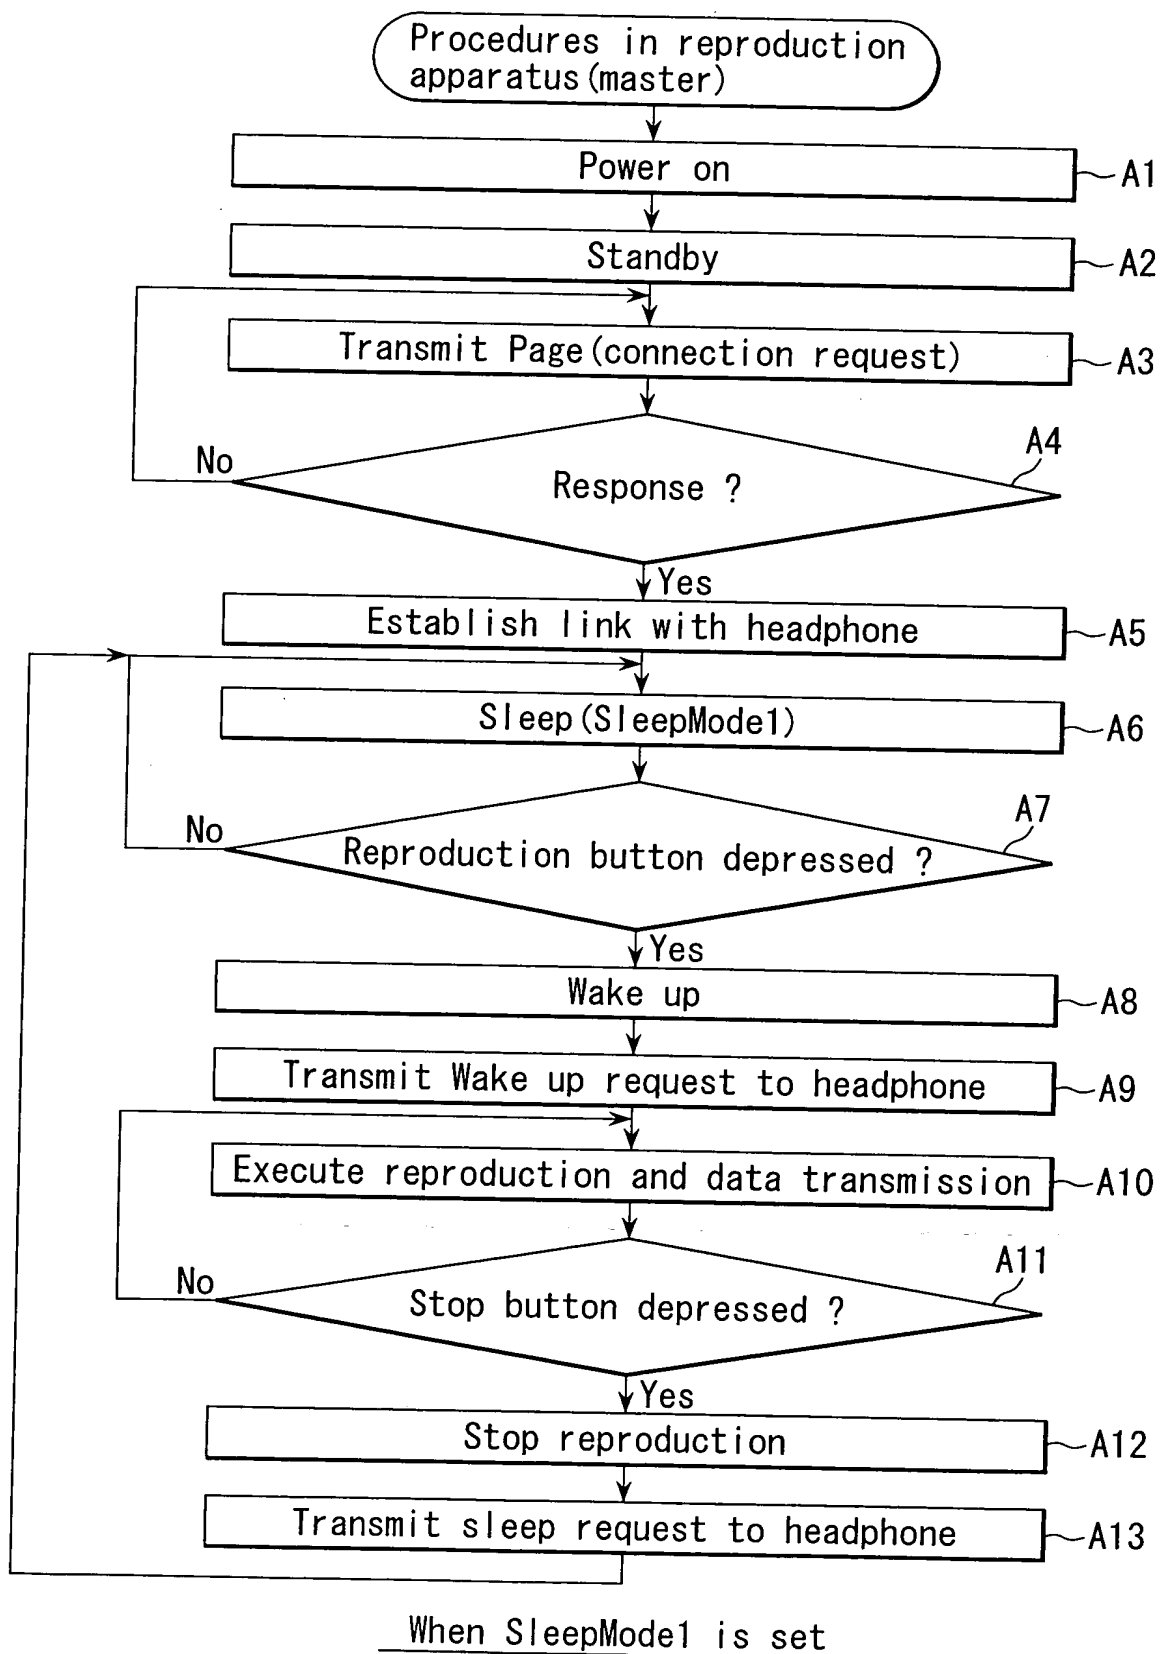 Procedures in reproduction
apparatus(master)
Power on
A1
Standby
A2
Transmit Page(connection request)
A3
A4
No
Response ?
Yes
Establish link with headphone
A5
Sleep(SleepMode1)
A6
A7
No
Reproduction button depressed ?
Yes
Wake up
A8
Transmit Wake up request to headphone
A9
Execute reproduction and data transmission
A10
A11
No
Stop button depressed ?
Yes
Stop reproduction
A12
Transmit sleep request to headphone
A13
When SleepMode1 is set